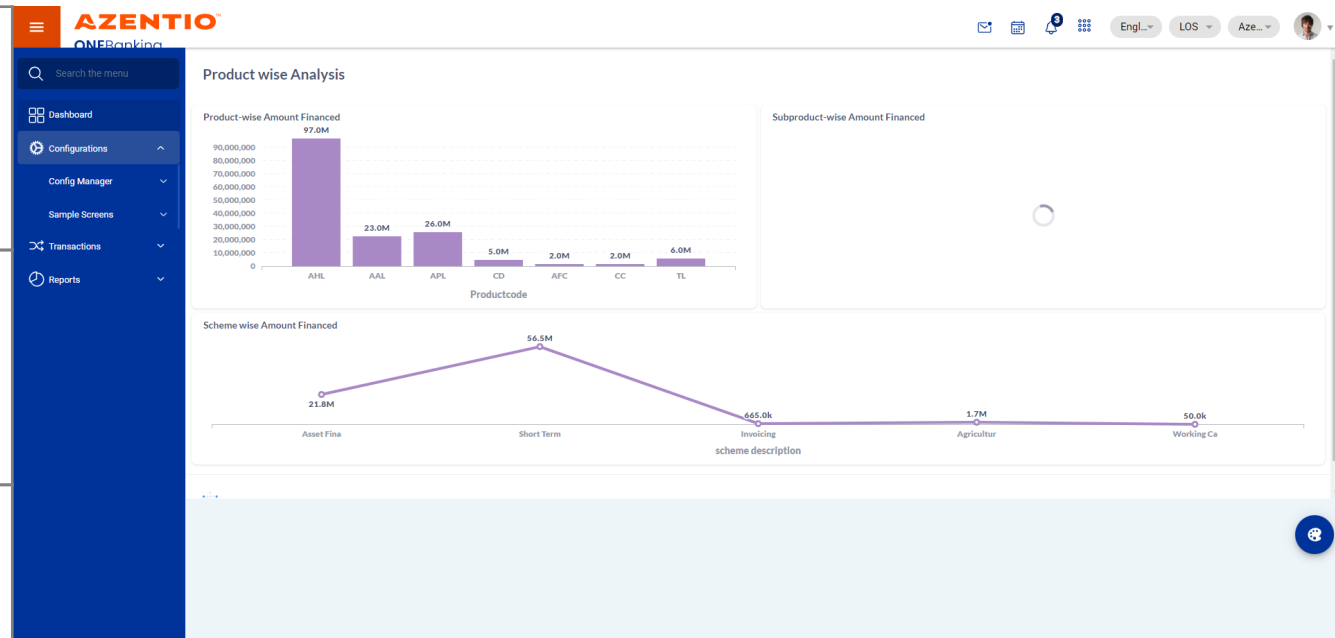 AZENTIO
ONEBanking
3
Engl...
LOS
Aze...
Search the menu
Dashboard
Configurations
Config Manager
Sample Screens
Transactions
Reports
Product wise Analysis
Product-wise Amount Financed
97.0M
90,000,000
80,000,000
70,000,000
60,000,000
50,000,000
40,000,000
30,000,000
20,000,000
10,000,000
0
23.0M
26.0M
5.0M
2.0M
2.0M
6.0M
AHL AAL APL CD AFC CC TL
Productcode
Subproduct-wise Amount Financed
Scheme wise Amount Financed
56.5M
21.8M
665.0k
1.7M
50.0k
Asset Fina Short Term Invoicing Agricultur Working Ca
scheme description